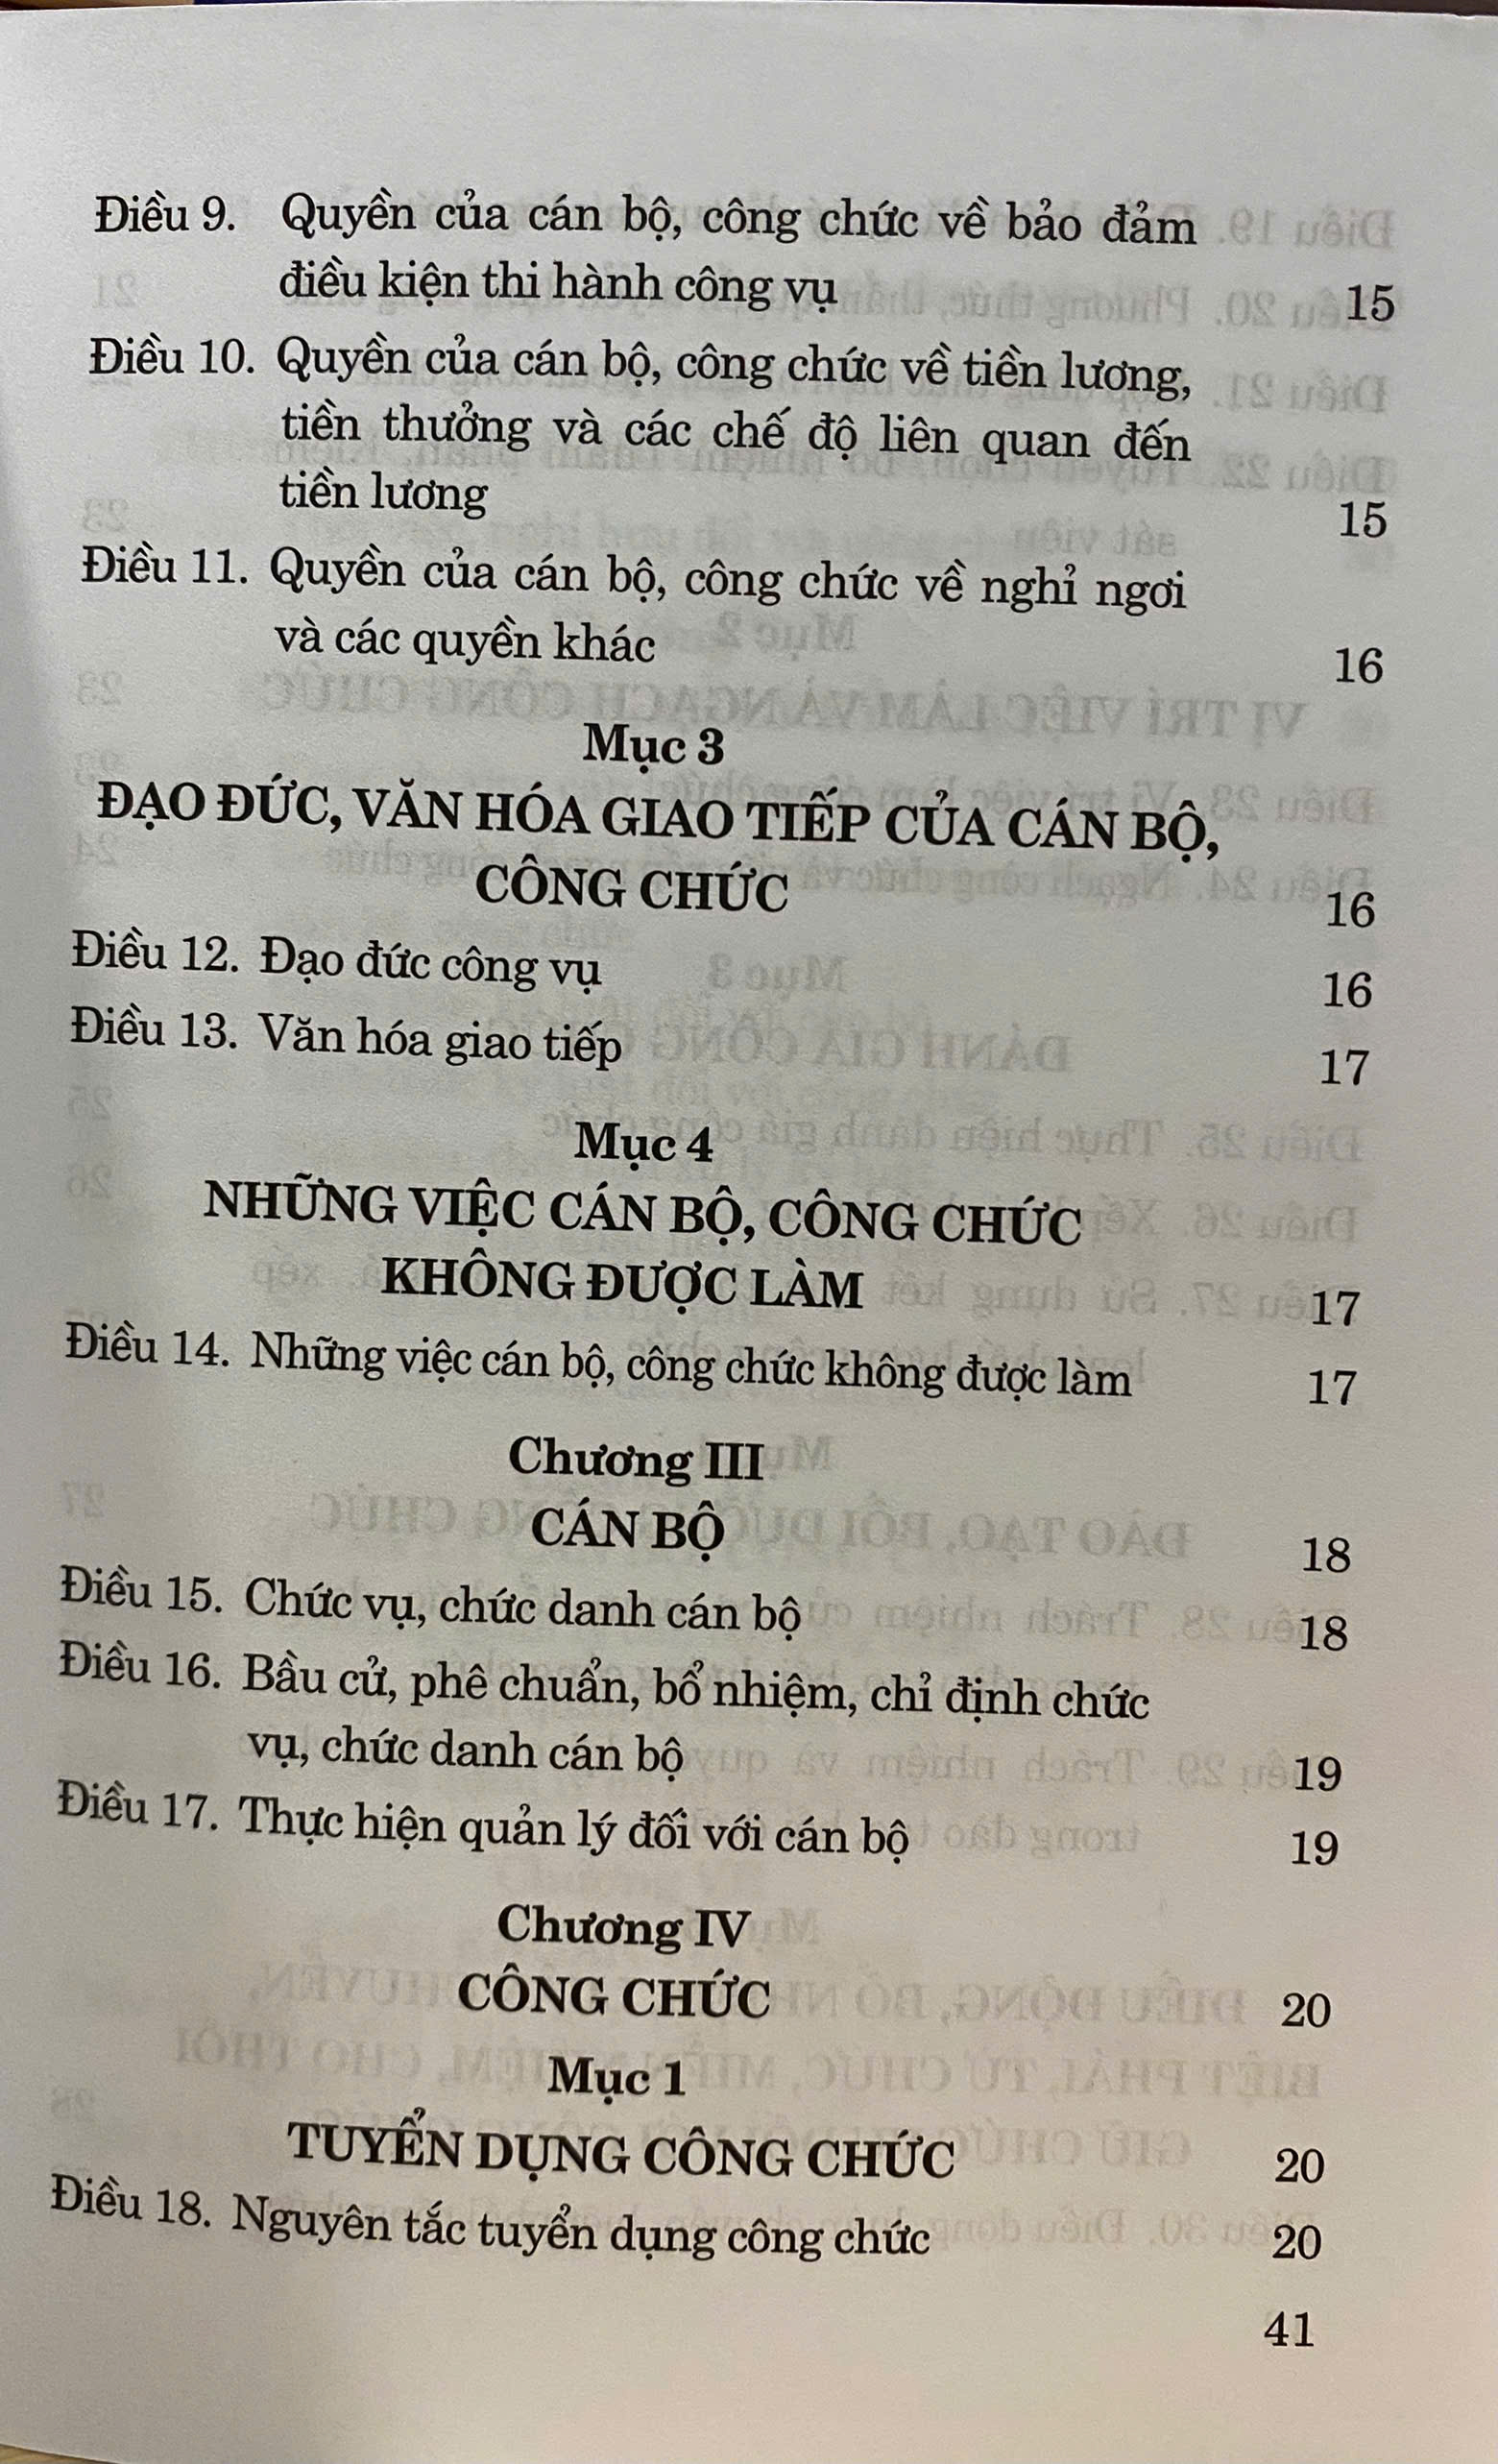 Điều 9. Quyền của cán bộ, công chức về bảo đảm
điều kiện thi hành công vụ 15
Điều 10. Quyền của cán bộ, công chức về tiền lương,
tiền thưởng và các chế độ liên quan đến
tiền lương 15
Điều 11. Quyền của cán bộ, công chức về nghỉ ngơi
và các quyền khác 16
Mục 3
ĐẠO ĐỨC, VĂN HÓA GIAO TIẾP CỦA CÁN BỘ,
CÔNG CHỨC 16
Điều 12. Đạo đức công vụ 16
Điều 13. Văn hóa giao tiếp 17
Mục 4
NHỮNG VIỆC CÁN BỘ, CÔNG CHỨC
KHÔNG ĐƯỢC LÀM 17
Điều 14. Những việc cán bộ, công chức không được làm 17
Chương III
CÁN BỘ 18
Điều 15. Chức vụ, chức danh cán bộ 18
Điều 16. Bầu cử, phê chuẩn, bổ nhiệm, chỉ định chức
vụ, chức danh cán bộ 19
Điều 17. Thực hiện quản lý đối với cán bộ 19
Chương IV
CÔNG CHỨC 20
Mục 1
TUYỂN DỤNG CÔNG CHỨC 20
Điều 18. Nguyên tắc tuyển dụng công chức 20
41